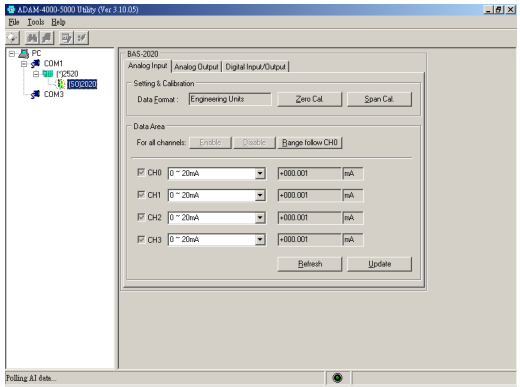 ADAM-4000-5000 Utility (Ver 3.10.05)
File Tools Help
PC
COM1
(*)2520
(S0)2020
COM3
BAS-2020
Analog Input Analog Output Digital Input/Output
Setting & Calibration
Data Format : Engineering Units Zero Cal. Span Cal.
Data Area
For all channels: Enable Disable Range follow CH0
CH0 0 ~ 20mA +000.001 mA
CH1 0 ~ 20mA +000.001 mA
CH2 0 ~ 20mA +000.001 mA
CH3 0 ~ 20mA +000.001 mA
Refresh Update
Polling AI data...